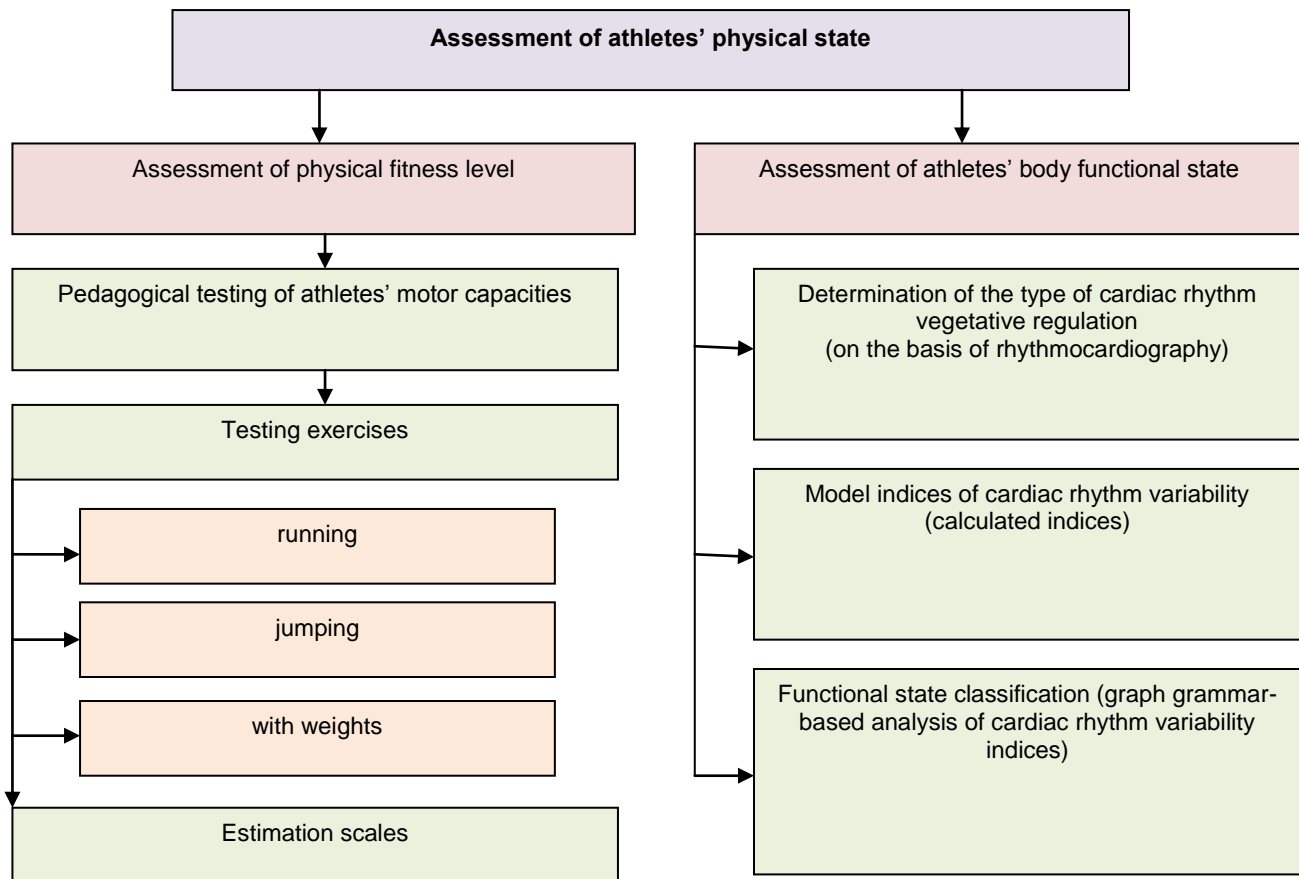 Assessment of athletes’ physical state
Assessment of physical fitness level
Pedagogical testing of athletes’ motor capacities
Testing exercises
running
jumping
with weights
Estimation scales
Assessment of athletes’ body functional state
Determination of the type of cardiac rhythm
vegetative regulation
(on the basis of rhythmocardiography)
Model indices of cardiac rhythm variability
(calculated indices)
Functional state classification (graph grammar-
based analysis of cardiac rhythm variability
indices)